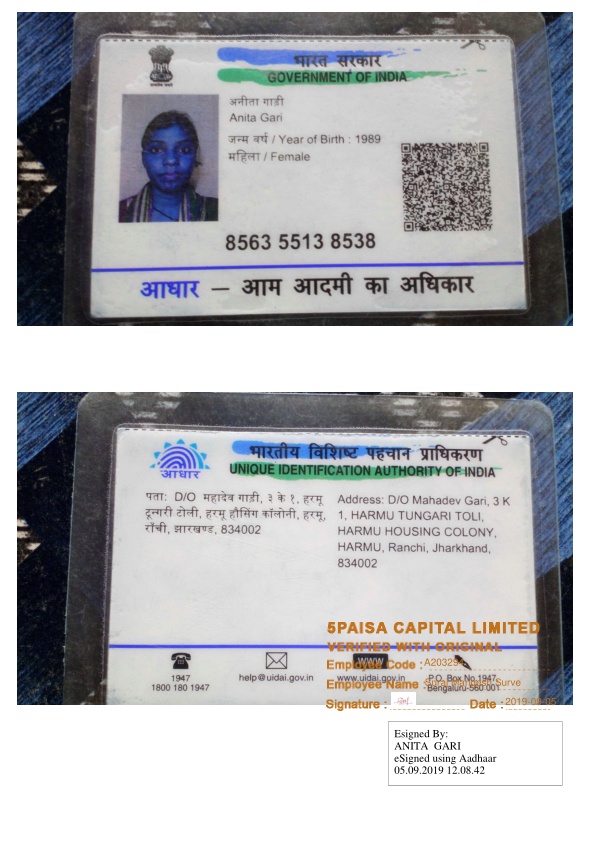 भारत सरकार
GOVERNMENT OF INDIA
अनीता गाडी
Anita Gari
जन्म वर्ष / Year of Birth : 1989
महिला / Female
8563 5513 8538
आधार – आम आदमी का अधिकार
भारतीय विशिष्ट पहचान प्राधिकरण
UNIQUE IDENTIFICATION AUTHORITY OF INDIA
आधार
पता: D/O महादेव गाड़ी, ३ के १, हरमू
टून्गरी टोली, हरमू हौसिंग कॉलोनी, हरमू,
राँची, झारखण्ड, 834002
Address: D/O Mahadev Gari, 3 K
1, HARMU TUNGARI TOLI,
HARMU HOUSING COLONY,
HARMU, Ranchi, Jharkhand,
834002
5PAISA CAPITAL LIMITED
VERIFIED WITH ORIGINAL
Employee Code :
Employee Name : Surve
Signature : Date : 2019-09-05
1947
1800 180 1947
help@uidai.gov.in
WWW
www.uidai.gov.in
P.O. Box No.1947,
Bengaluru-560 001
Esigned By:
ANITA GARI
eSigned using Aadhaar
05.09.2019 12.08.42